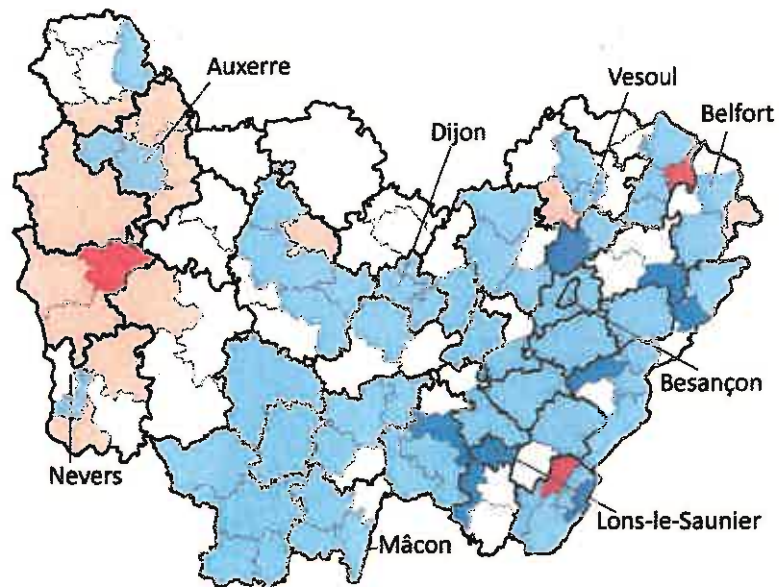 Auxerre
Vesoul
Dijon
Belfort
Besançon
Nevers
Lons-le-Saunier
Mâcon